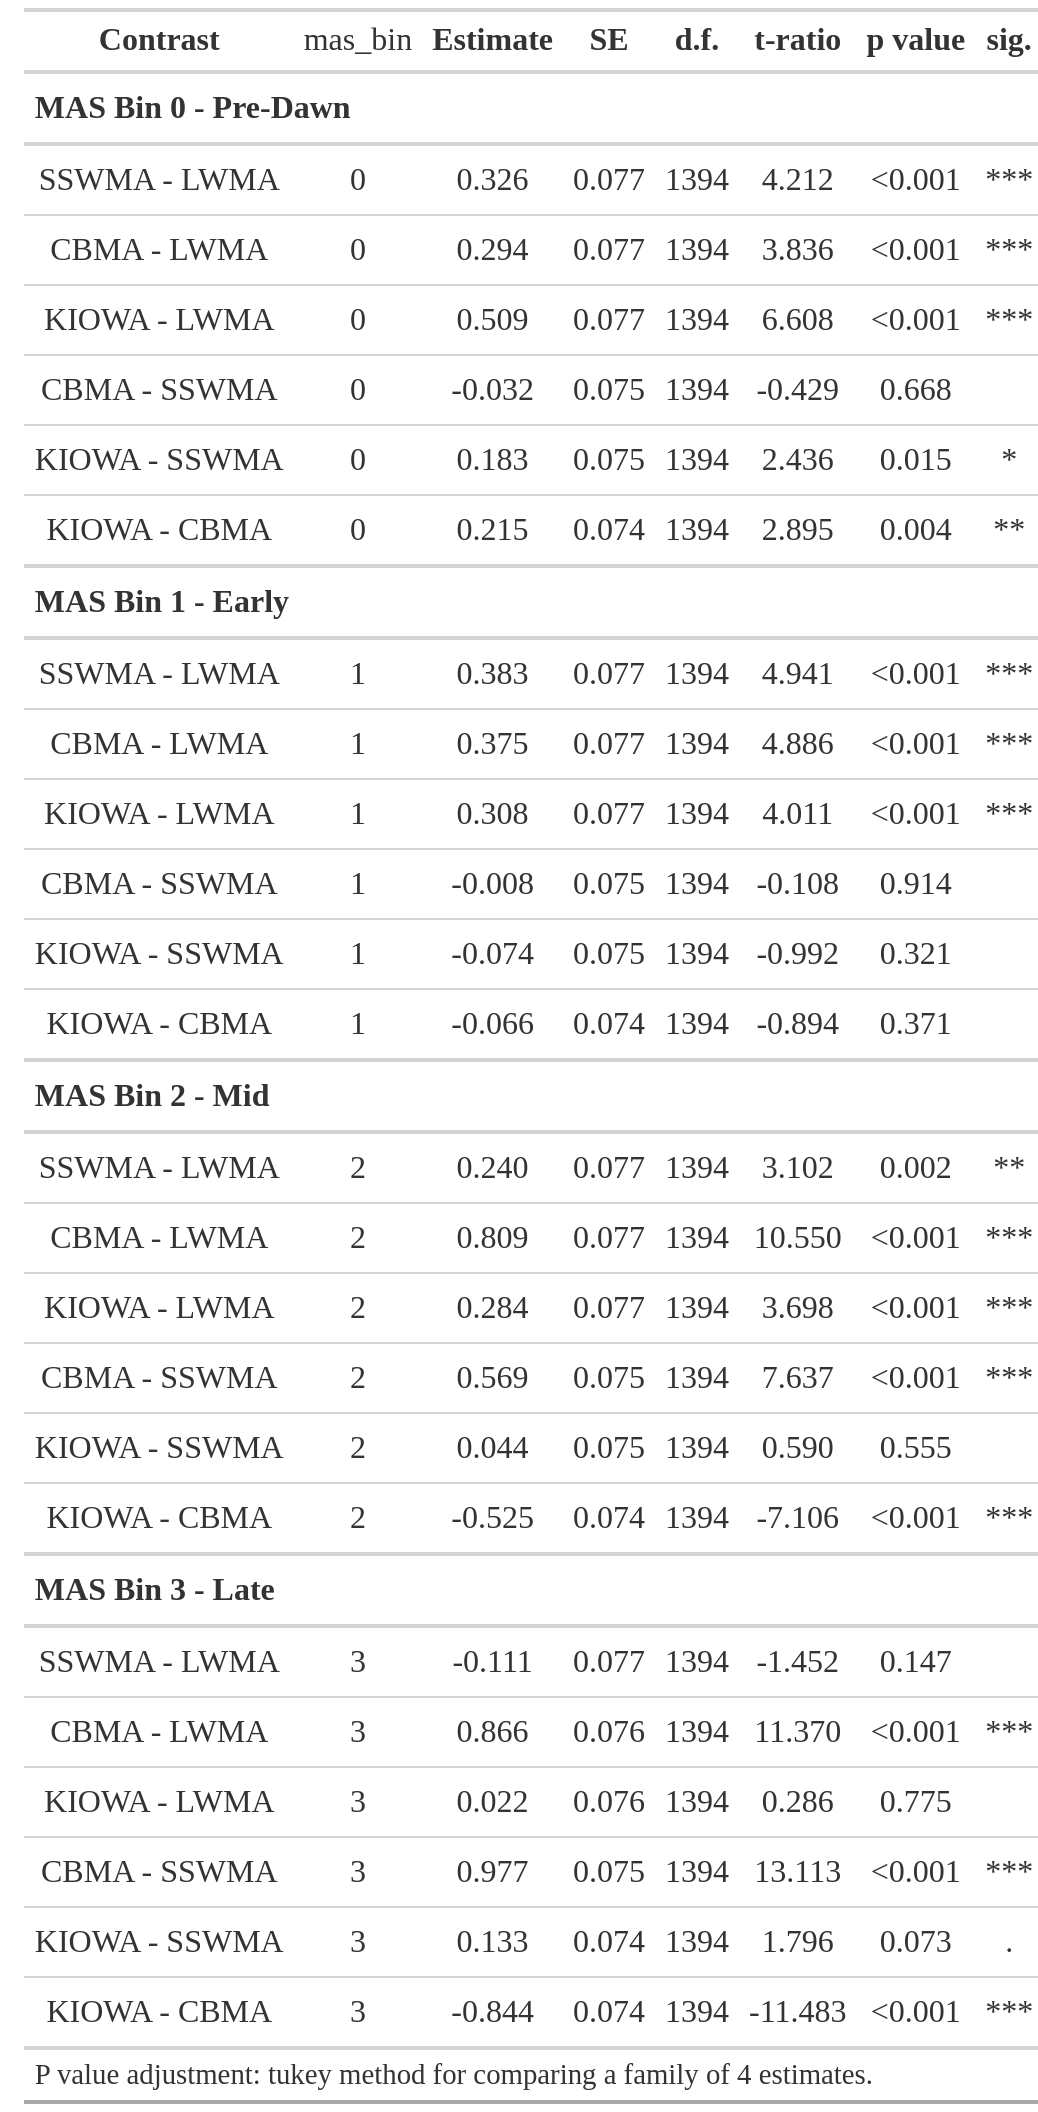 Contrast mas_bin Estimate SE d.f. t-ratio p value sig.
MAS Bin 0 - Pre-Dawn
SSWMA - LWMA 0 0.326 0.077 1394 4.212 <0.001 ***
CBMA - LWMA 0 0.294 0.077 1394 3.836 <0.001 ***
KIOWA - LWMA 0 0.509 0.077 1394 6.608 <0.001 ***
CBMA - SSWMA 0 -0.032 0.075 1394 -0.429 0.668
KIOWA - SSWMA 0 0.183 0.075 1394 2.436 0.015 *
KIOWA - CBMA 0 0.215 0.074 1394 2.895 0.004 **
MAS Bin 1 - Early
SSWMA - LWMA 1 0.383 0.077 1394 4.941 <0.001 ***
CBMA - LWMA 1 0.375 0.077 1394 4.886 <0.001 ***
KIOWA - LWMA 1 0.308 0.077 1394 4.011 <0.001 ***
CBMA - SSWMA 1 -0.008 0.075 1394 -0.108 0.914
KIOWA - SSWMA 1 -0.074 0.075 1394 -0.992 0.321
KIOWA - CBMA 1 -0.066 0.074 1394 -0.894 0.371
MAS Bin 2 - Mid
SSWMA - LWMA 2 0.240 0.077 1394 3.102 0.002 **
CBMA - LWMA 2 0.809 0.077 1394 10.550 <0.001 ***
KIOWA - LWMA 2 0.284 0.077 1394 3.698 <0.001 ***
CBMA - SSWMA 2 0.569 0.075 1394 7.637 <0.001 ***
KIOWA - SSWMA 2 0.044 0.075 1394 0.590 0.555
KIOWA - CBMA 2 -0.525 0.074 1394 -7.106 <0.001 ***
MAS Bin 3 - Late
SSWMA - LWMA 3 -0.111 0.077 1394 -1.452 0.147
CBMA - LWMA 3 0.866 0.076 1394 11.370 <0.001 ***
KIOWA - LWMA 3 0.022 0.076 1394 0.286 0.775
CBMA - SSWMA 3 0.977 0.075 1394 13.113 <0.001 ***
KIOWA - SSWMA 3 0.133 0.074 1394 1.796 0.073 .
KIOWA - CBMA 3 -0.844 0.074 1394 -11.483 <0.001 ***
P value adjustment: tukey method for comparing a family of 4 estimates.